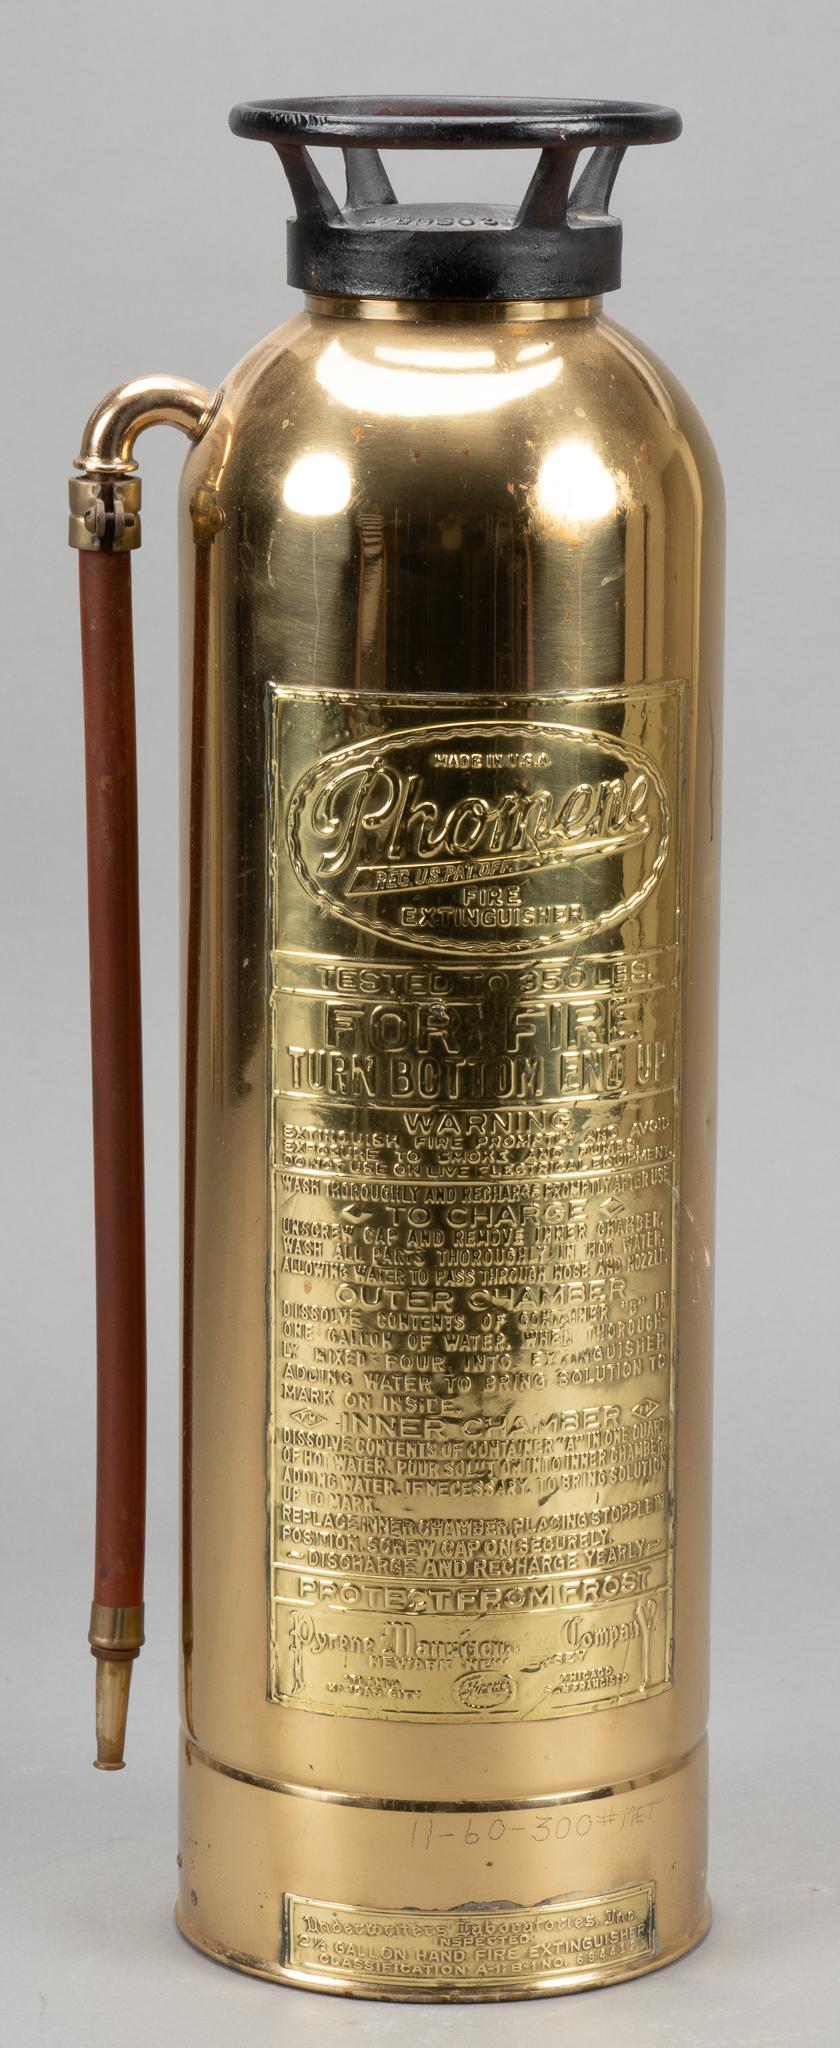 MADE IN U.S.A.
Phomene
REG. U.S. PAT. OFF.
FIRE
EXTINGUISHER
TESTED TO 350 LBS.
FOR FIRE
TURN BOTTOM END UP
WARNING
EXTINGUISH FIRE PROMPTLY AND AVOID
EXPOSURE TO SMOKE AND FUMES.
DO NOT USE ON LIVE ELECTRICAL EQUIPMENT.
WASH THOROUGHLY AND RECHARGE PROMPTLY AFTER USE
TO CHARGE
UNSCREW CAP AND REMOVE INNER CHAMBER.
WASH ALL PARTS THOROUGHLY IN HOT WATER,
ALLOWING WATER TO PASS THROUGH HOSE AND NOZZLE.
OUTER CHAMBER
DISSOLVE CONTENTS OF CONTAINER "B" IN
ONE GALLON OF WATER. WHEN THOROUGH-
LY MIXED POUR INTO EXTINGUISHER
ADDING WATER TO BRING SOLUTION TO
MARK ON INSIDE.
INNER CHAMBER
DISSOLVE CONTENTS OF CONTAINER "A" IN ONE QUART
OF HOT WATER. POUR SOLUTION INTO INNER CHAMBER,
ADDING WATER, IF NECESSARY, TO BRING SOLUTION
UP TO MARK.
REPLACE INNER CHAMBER, PLACING STOPPLE IN
POSITION. SCREW CAP ON SECURELY.
DISCHARGE AND RECHARGE YEARLY
PROTECT FROM FROST
Pyrene Manufacturing Company
NEWARK NEW JERSEY
ATLANTA CHICAGO
KANSAS CITY Pyrene SAN FRANCISCO
11-60-300# MET
Underwriters Laboratories, Inc.
INSPECTED
2½ GALLON HAND FIRE EXTINGUISHER
CLASSIFICATION A-1; B-1 NO.